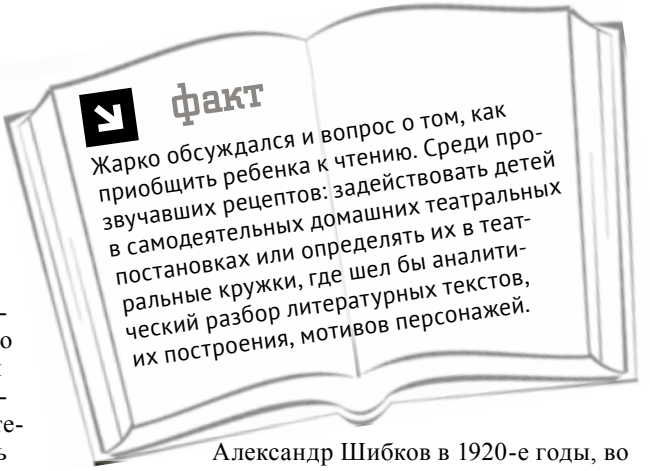 факт
Жарко обсуждался и вопрос о том, как
приобщить ребенка к чтению. Среди про-
звучавших рецептов: задействовать детей
в самодеятельных домашних театральных
постановках или определять их в теат-
ральные кружки, где шел бы аналити-
ческий разбор литературных текстов,
их построения, мотивов персонажей.
Александр Шибков в 1920-е годы, во